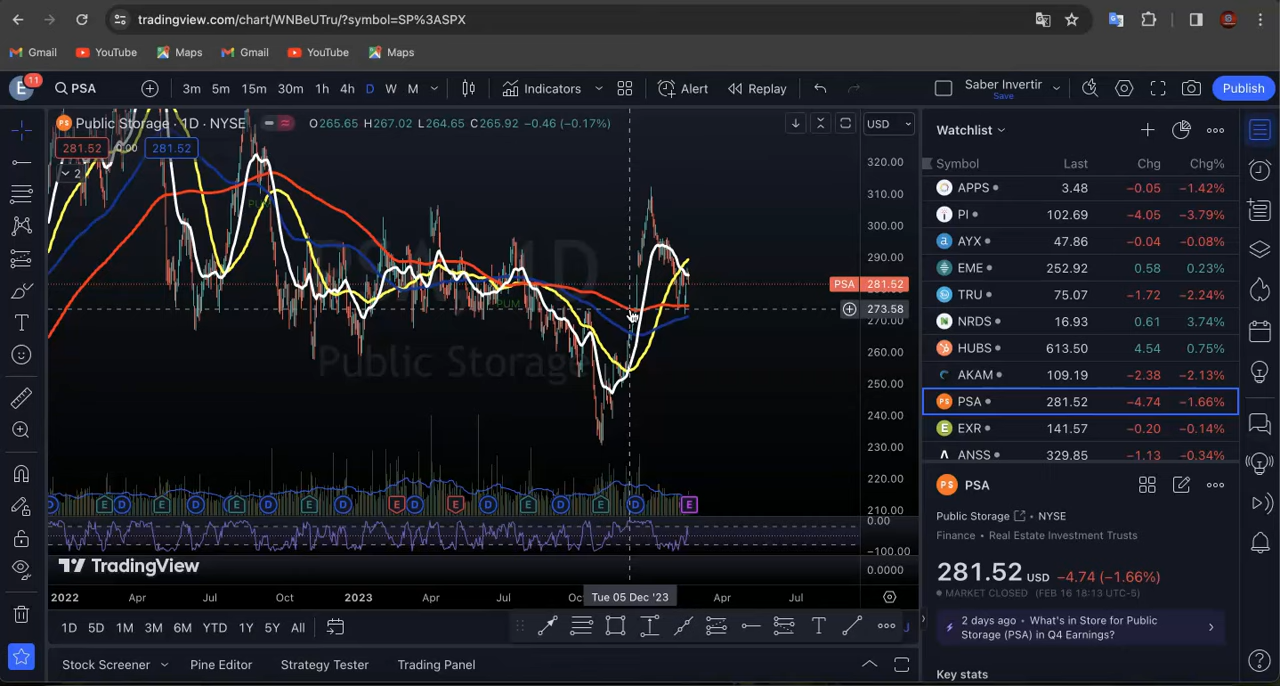 tradingview.com/chart/WNBeUTru/?symbol=SP%3ASPX
Gmail YouTube Maps Gmail YouTube Maps
E 11 PSA 3m 5m 15m 30m 1h 4h D W M Indicators Alert Replay Saber Invertir Save Publish
Public Storage · 1D · NYSE O265.65 H267.02 L264.65 C265.92 −0.46 (−0.17%) USD
281.52 0.00 281.52
2
Public Storage
PUM
320.00
310.00
300.00
290.00
PSA 281.52
273.58
270.00
260.00
250.00
240.00
230.00
220.00
210.00
0.00
−100.00
0.0000
E D E D E D E D E D E D E D E D E D E
TradingView
2022 Apr Jul Oct 2023 Apr Jul Oc Tue 05 Dec '23 Apr Jul
1D 5D 1M 3M 6M YTD 1Y 5Y All
Stock Screener Pine Editor Strategy Tester Trading Panel
Watchlist
Symbol Last Chg Chg%
APPS 3.48 −0.05 −1.42%
PI 102.69 −4.05 −3.79%
AYX 47.86 −0.04 −0.08%
EME 252.92 0.58 0.23%
TRU 75.07 −1.72 −2.24%
NRDS 16.93 0.61 3.74%
HUBS 613.50 4.54 0.75%
AKAM 109.19 −2.38 −2.13%
PSA 281.52 −4.74 −1.66%
EXR 141.57 −0.20 −0.14%
ANSS 329.85 −1.13 −0.34%
PS PSA
Public Storage · NYSE
Finance · Real Estate Investment Trusts
281.52 USD −4.74 (−1.66%)
MARKET CLOSED (FEB 16 18:13 UTC-5)
2 days ago · What's in Store for Public
Storage (PSA) in Q4 Earnings?
Key stats